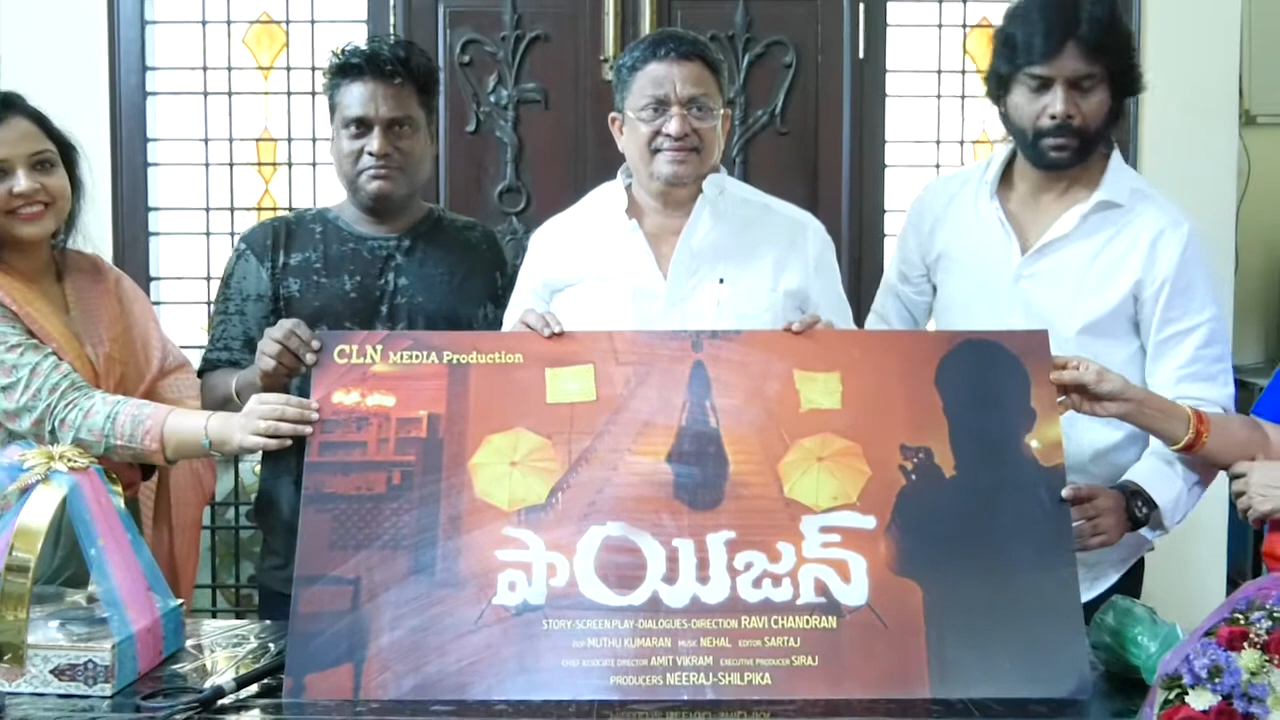 CLN MEDIA Production
పాయిజన్
STORY-SCREENPLAY-DIALOGUES-DIRECTION RAVI CHANDRAN
DOP MUTHU KUMARAN MUSIC NEHAL EDITOR SARTAJ
CHIEF ASSOCIATE DIRECTOR AMIT VIKRAM EXECUTIVE PRODUCER SIRAJ
PRODUCERS NEERAJ-SHILPIKA